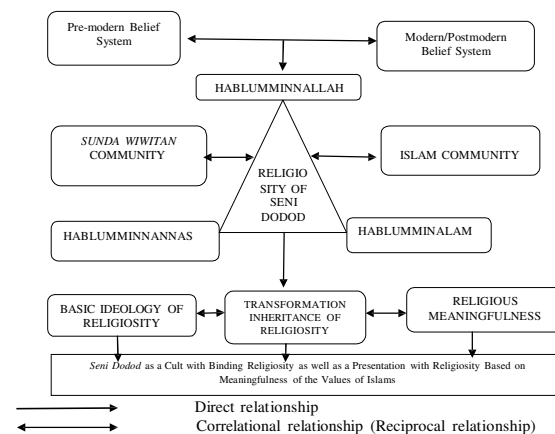 Pre-modern Belief
System
Modern/Postmodern
Belief System
HABLUMMINNALLAH
SUNDA WIWITAN
COMMUNITY
ISLAM COMMUNITY
RELIGIO
SITY OF
SENI
DODOD
HABLUMMINANNAS
HABLUMMINALAM
BASIC IDEOLOGY OF
RELIGIOSITY
TRANSFORMATION
INHERITANCE OF
RELIGIOSITY
RELIGIOUS
MEANINGFULNESS
Seni Dodod as a Cult with Binding Religiosity as well as a Presentation with Religiosity Based on
Meaningfulness of the Values of Islams
Direct relationship
Correlational relationship (Reciprocal relationship)